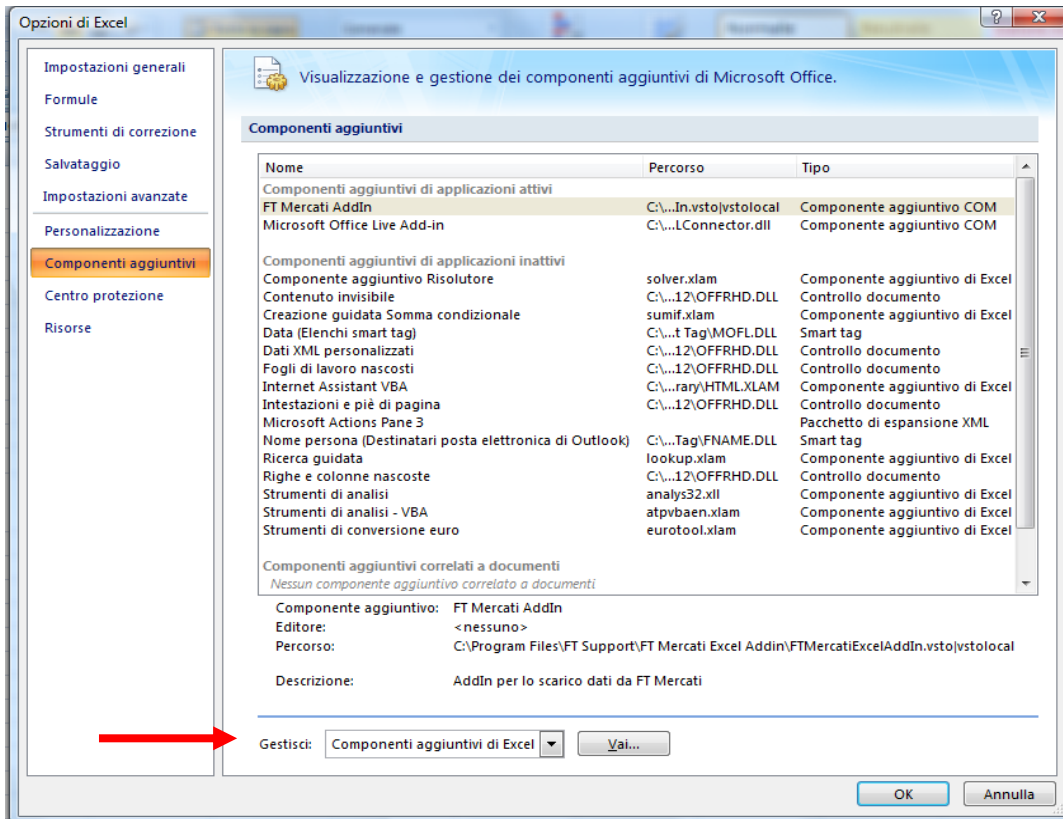 Opzioni di Excel
Impostazioni generali
Formule
Strumenti di correzione
Salvataggio
Impostazioni avanzate
Personalizzazione
Componenti aggiuntivi
Centro protezione
Risorse
Visualizzazione e gestione dei componenti aggiuntivi di Microsoft Office.
Componenti aggiuntivi
Nome Percorso Tipo
Componenti aggiuntivi di applicazioni attivi
FT Mercati AddIn C:\...In.vsto|vstolocal Componente aggiuntivo COM
Microsoft Office Live Add-in C:\...LConnector.dll Componente aggiuntivo COM
Componenti aggiuntivi di applicazioni inattivi
Componente aggiuntivo Risolutore solver.xlam Componente aggiuntivo di Excel
Contenuto invisibile C:\...12\OFFRHD.DLL Controllo documento
Creazione guidata Somma condizionale sumif.xlam Componente aggiuntivo di Excel
Data (Elenchi smart tag) C:\...t Tag\MOFL.DLL Smart tag
Dati XML personalizzati C:\...12\OFFRHD.DLL Controllo documento
Fogli di lavoro nascosti C:\...12\OFFRHD.DLL Controllo documento
Internet Assistant VBA C:\...rary\HTML.XLAM Componente aggiuntivo di Excel
Intestazioni e piè di pagina C:\...12\OFFRHD.DLL Controllo documento
Microsoft Actions Pane 3 Pacchetto di espansione XML
Nome persona (Destinatari posta elettronica di Outlook) C:\...Tag\FNAME.DLL Smart tag
Ricerca guidata lookup.xlam Componente aggiuntivo di Excel
Righe e colonne nascoste C:\...12\OFFRHD.DLL Controllo documento
Strumenti di analisi analys32.xll Componente aggiuntivo di Excel
Strumenti di analisi - VBA atpvbaen.xlam Componente aggiuntivo di Excel
Strumenti di conversione euro eurotool.xlam Componente aggiuntivo di Excel
Componenti aggiuntivi correlati a documenti
Nessun componente aggiuntivo correlato a documenti
Componente aggiuntivo: FT Mercati AddIn
Editore: <nessuno>
Percorso: C:\Program Files\FT Support\FT Mercati Excel Addin\FTMercatiExcelAddIn.vsto|vstolocal
Descrizione: AddIn per lo scarico dati da FT Mercati
Gestisci: Componenti aggiuntivi di Excel Vai...
OK Annulla